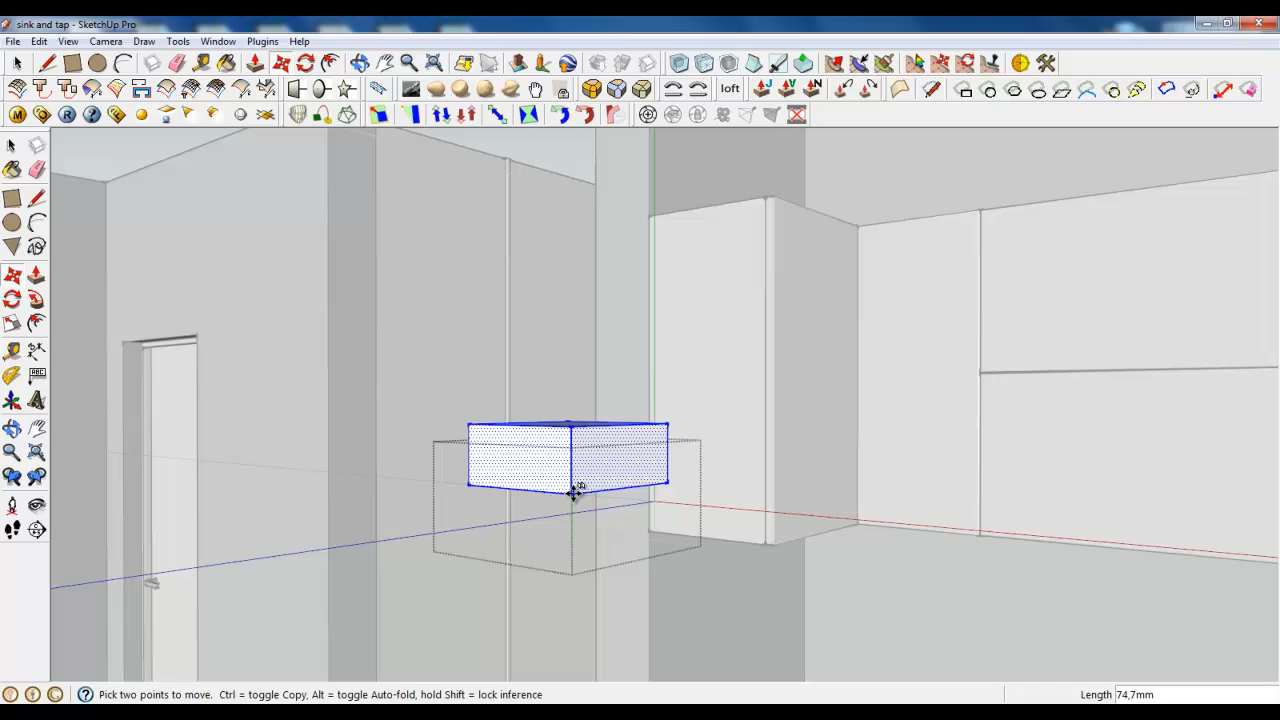 sink and tap - SketchUp Pro
File Edit View Camera Draw Tools Window Plugins Help
loft
M R ?
ABC
Pick two points to move. Ctrl = toggle Copy, Alt = toggle Auto-fold, hold Shift = lock inference Length 74,7mm